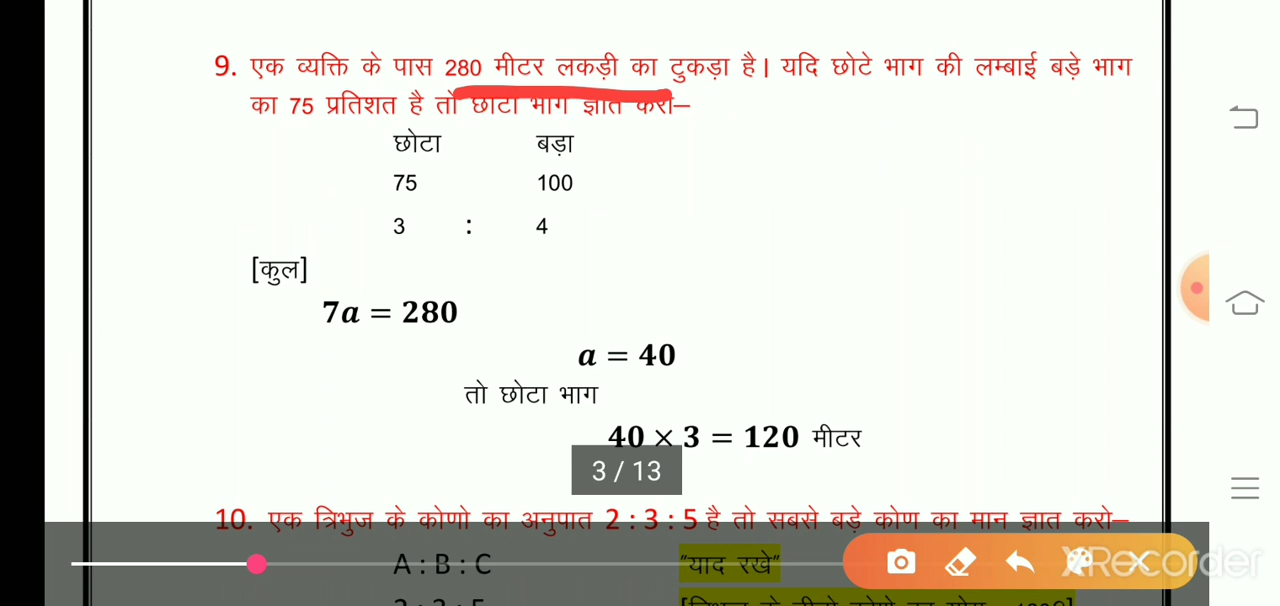 9. एक व्यक्ति के पास 280 मीटर लकड़ी का टुकड़ा है। यदि छोटे भाग की लम्बाई बड़े भाग
का 75 प्रतिशत है तो छोटा भाग ज्ञात करो–
छोटा बड़ा
75 100
3 : 4
[कुल]
7a = 280
a = 40
तो छोटा भाग
40 × 3 = 120 मीटर
3 / 13
10. एक त्रिभुज के कोणो का अनुपात 2 : 3 : 5 है तो सबसे बड़े कोण का मान ज्ञात करो–
A : B : C "याद रखे"
XRecorder